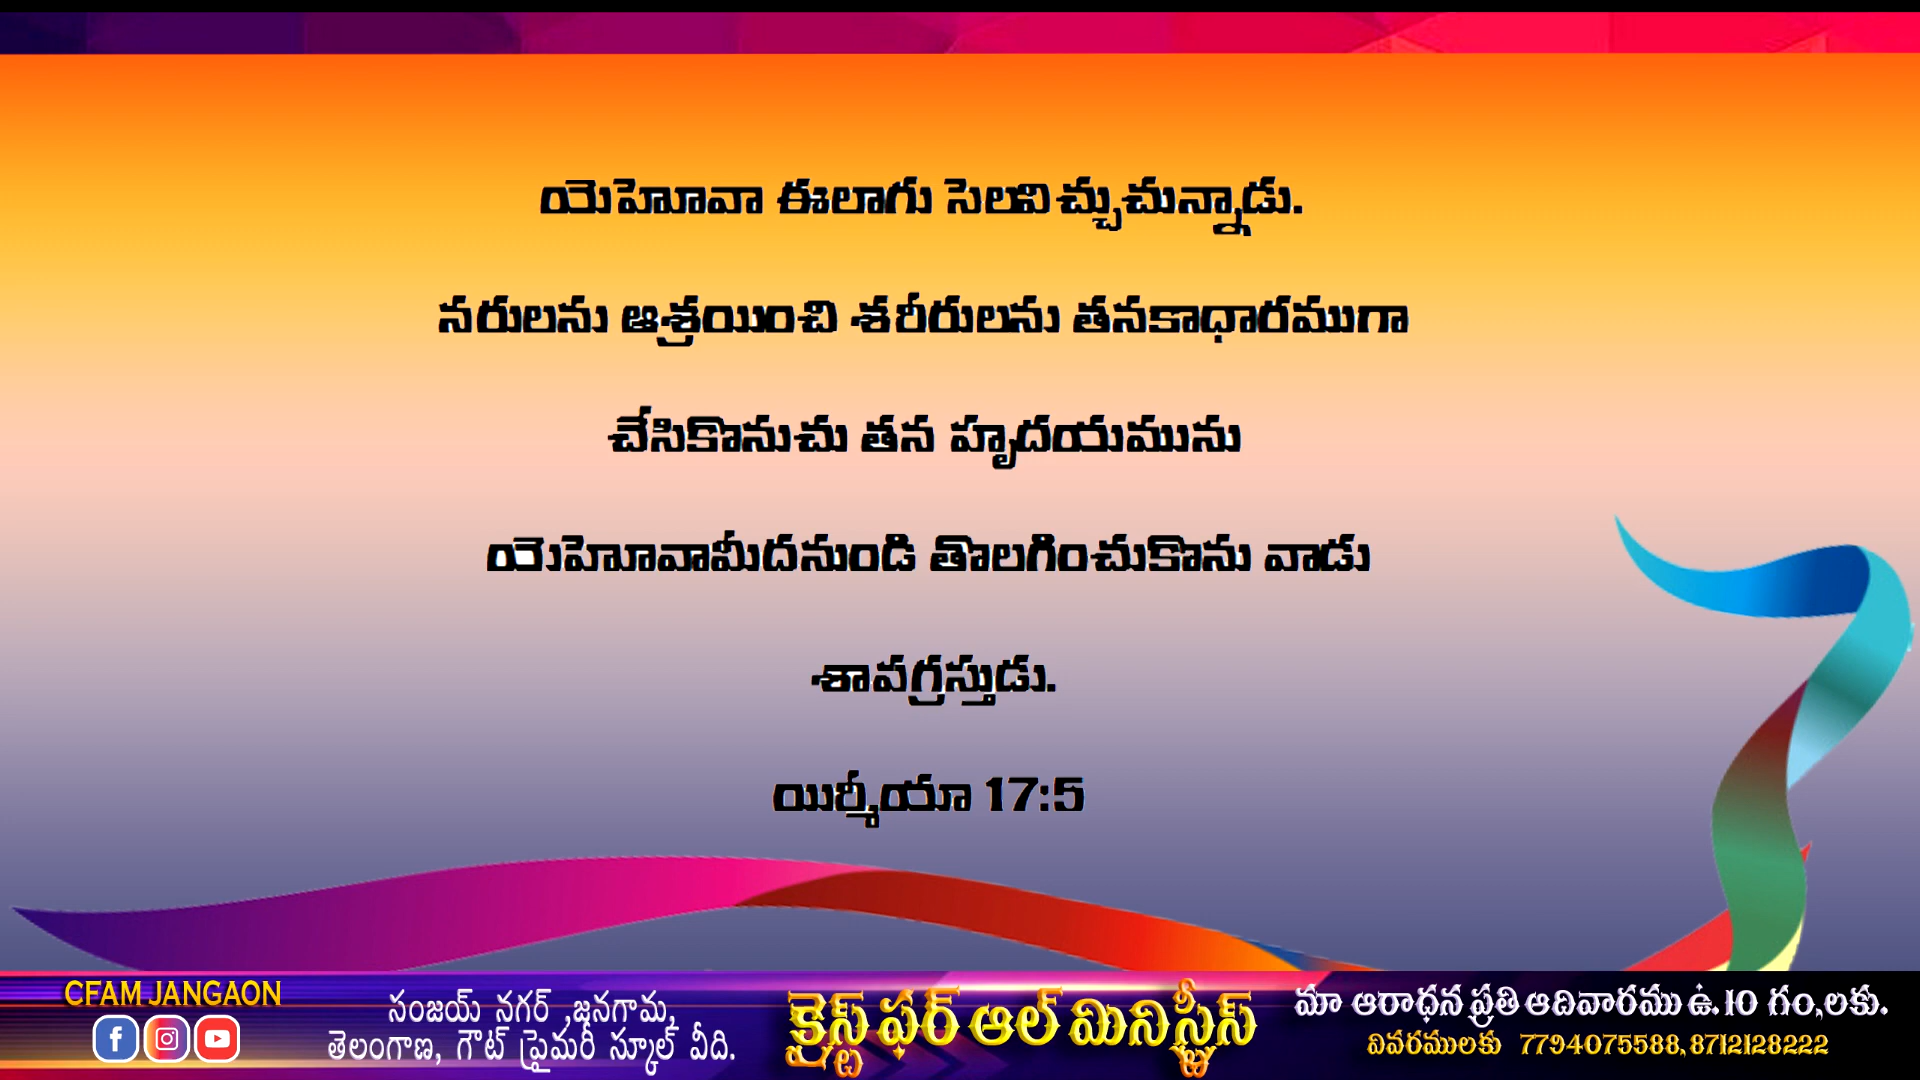 యెహోవా ఈలాగు సెలవిచ్చుచున్నాడు.
నరులను ఆశ్రయించి శరీరులను తనకాధారముగా
చేసికొనుచు తన హృదయమును
యెహోవామీదనుండి తొలగించుకొను వాడు
శాపగ్రస్తుడు.
యిర్మీయా 17:5
CFAM JANGAON
సంజయ్ నగర్ ,జనగామ,
తెలంగాణ, గౌట్ ప్రైమరీ స్కూల్ వీది.
క్రైస్ట్ ఫర్ ఆల్ మినిస్ట్రీస్
మా ఆరాధన ప్రతి ఆదివారము ఉ.10 గం,లకు.
వివరములకు 7794075588, 8712128222